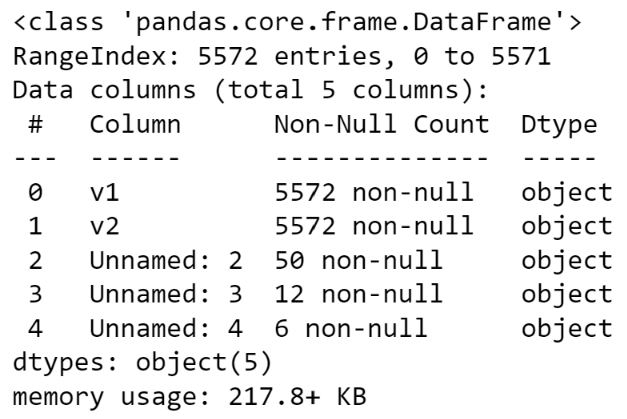 <class 'pandas.core.frame.DataFrame'>
RangeIndex: 5572 entries, 0 to 5571
Data columns (total 5 columns):
 #   Column      Non-Null Count  Dtype
---  ------      --------------  -----
 0   v1          5572 non-null   object
 1   v2          5572 non-null   object
 2   Unnamed: 2  50 non-null     object
 3   Unnamed: 3  12 non-null     object
 4   Unnamed: 4  6 non-null      object
dtypes: object(5)
memory usage: 217.8+ KB